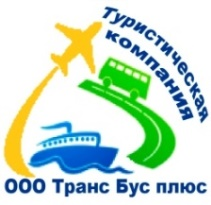 Туристическая
компания
ООО Транс Бус плюс